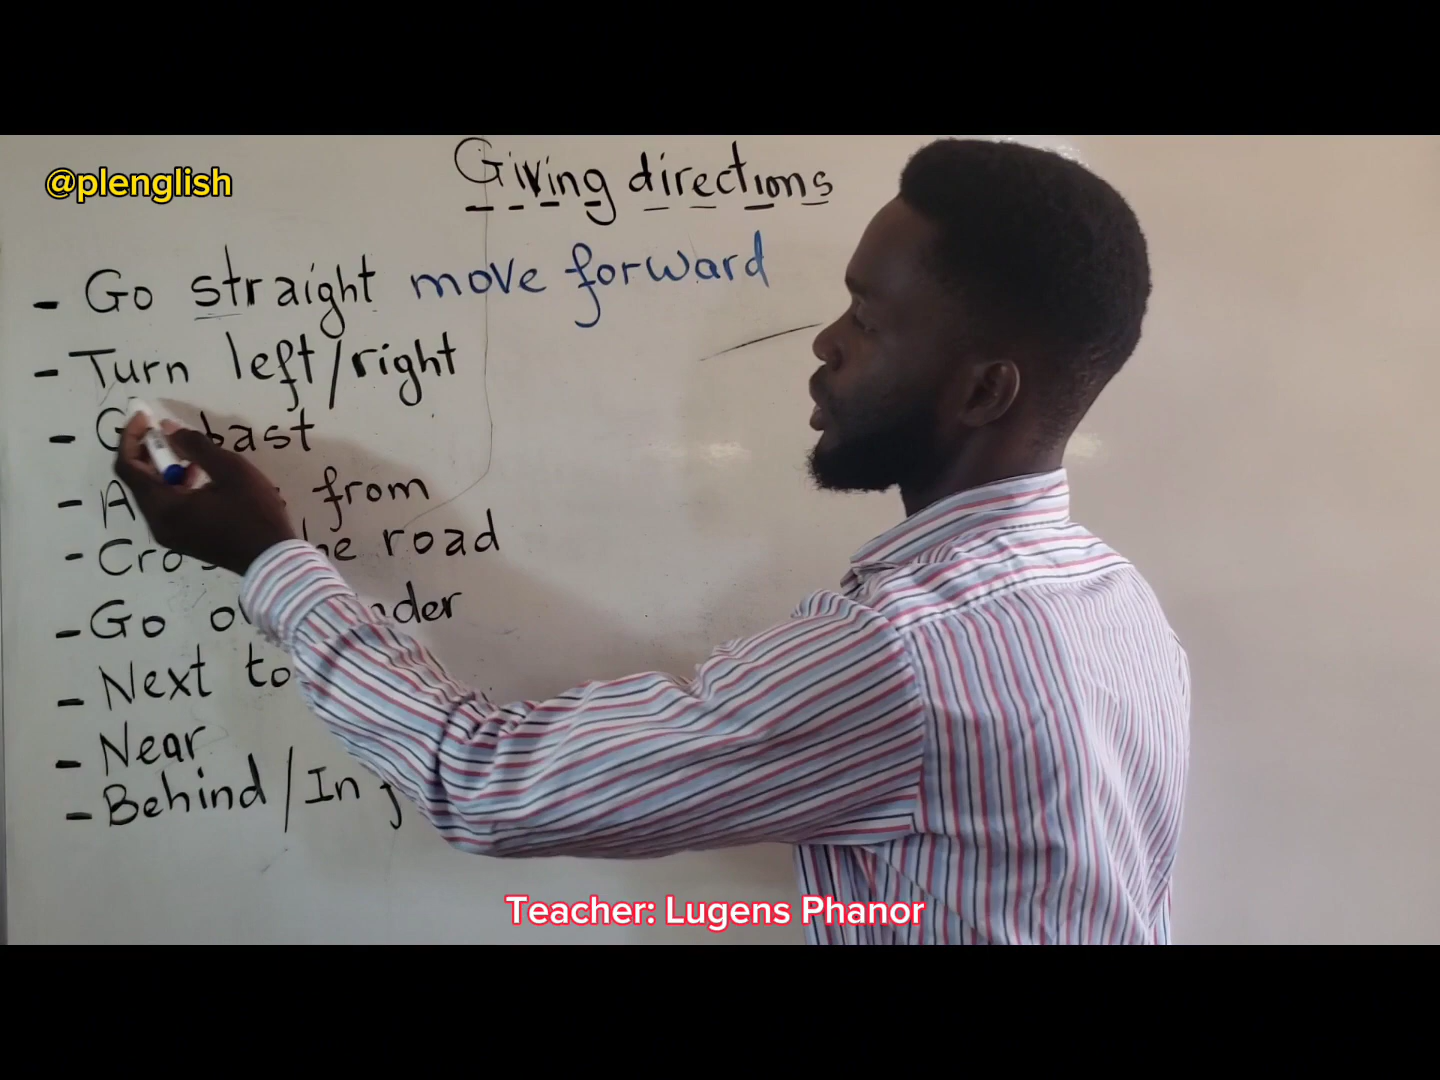 @plenglish
Giving directions
- Go straight move forward
- Turn left/right
- past
- from
- road
- Go
- Next to
- Near
- Behind / In
Teacher: Lugens Phanor